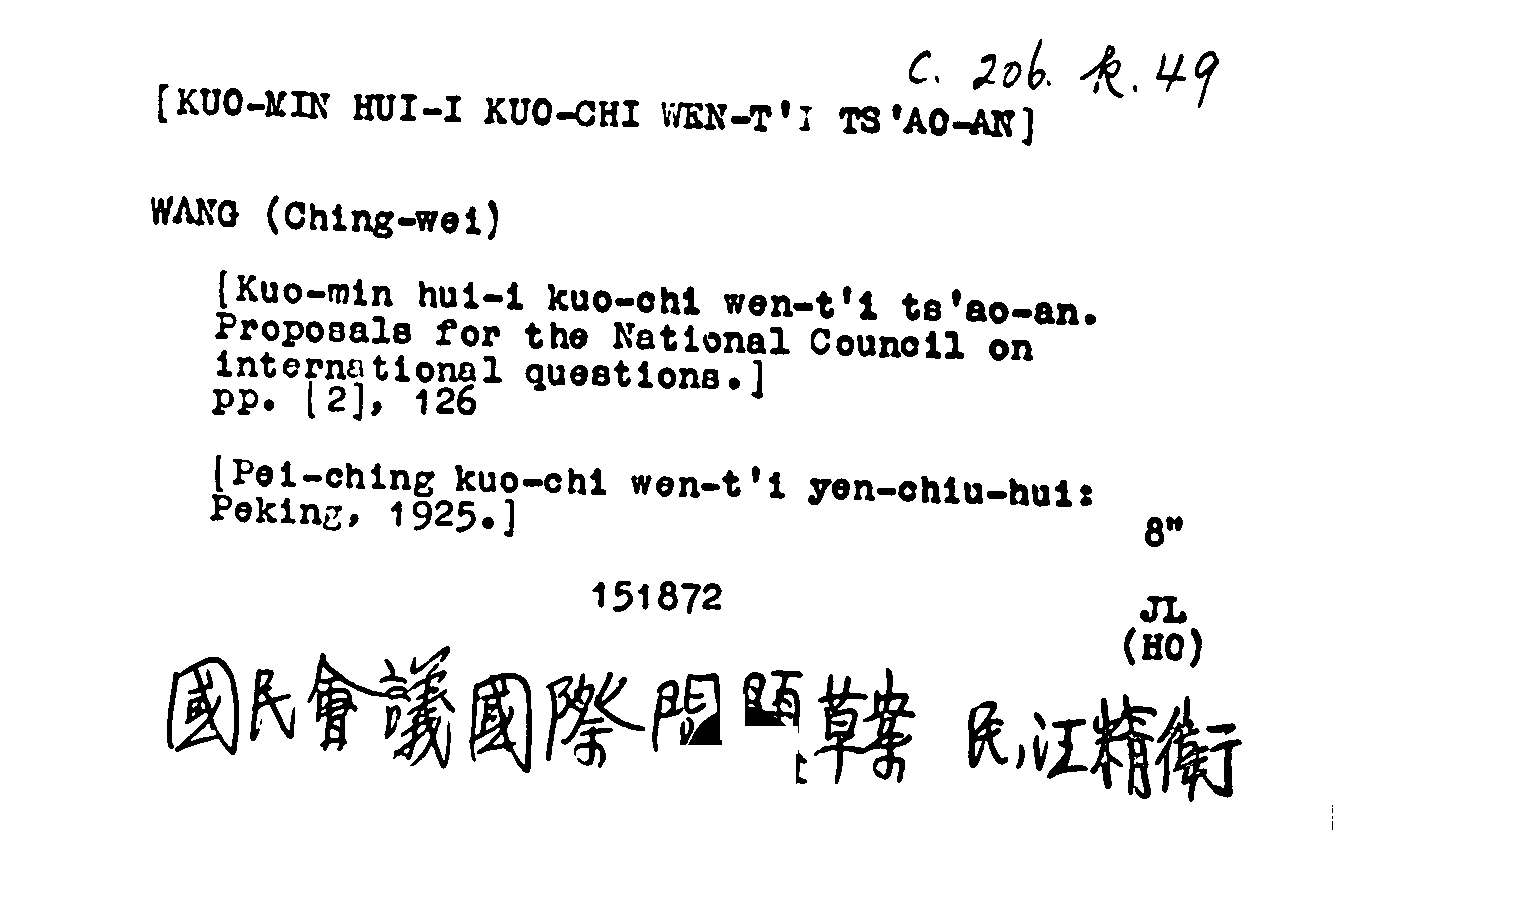 C. 206. k. 49
[KUO-MIN HUI-I KUO-CHI WEN-T'I TS'AO-AN]
WANG (Ching-wei)
[Kuo-min hui-i kuo-chi wen-t'i ts'ao-an.
Proposals for the National Council on
international questions.]
pp. [2], 126
[Pei-ching kuo-chi wen-t'i yen-chiu-hui:
Peking, 1925.]
8"
151872
JL
(HO)
國民會議國際問題草案 民,汪精衛